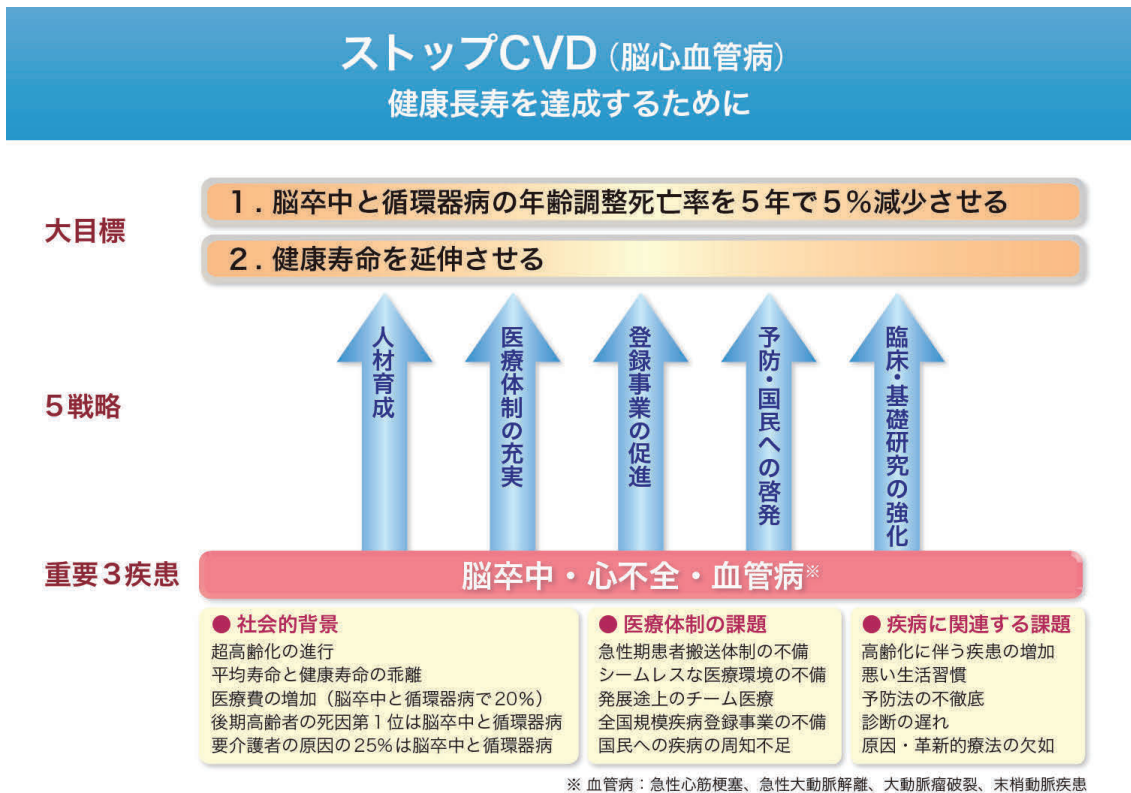 ストップCVD（脳心血管病）
健康長寿を達成するために
大目標
１．脳卒中と循環器病の年齢調整死亡率を５年で５％減少させる
２．健康寿命を延伸させる
５戦略
人材育成
医療体制の充実
登録事業の促進
予防・国民への啓発
臨床・基礎研究の強化
重要３疾患
脳卒中・心不全・血管病※
● 社会的背景
超高齢化の進行
平均寿命と健康寿命の乖離
医療費の増加（脳卒中と循環器病で20%）
後期高齢者の死因第１位は脳卒中と循環器病
要介護者の原因の25%は脳卒中と循環器病
● 医療体制の課題
急性期患者搬送体制の不備
シームレスな医療環境の不備
発展途上のチーム医療
全国規模疾病登録事業の不備
国民への疾病の周知不足
● 疾病に関連する課題
高齢化に伴う疾患の増加
悪い生活習慣
予防法の不徹底
診断の遅れ
原因・革新的療法の欠如
※ 血管病：急性心筋梗塞、急性大動脈解離、大動脈瘤破裂、末梢動脈疾患